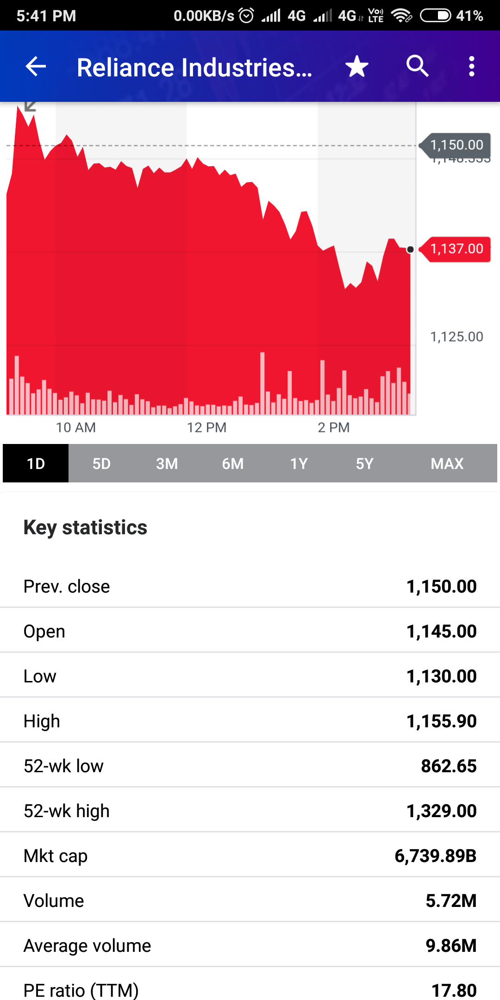 5:41 PM 0.00KB/s 4G 4G VoLTE 41%
Reliance Industries...
1,150.00
1,137.00
1,125.00
10 AM 12 PM 2 PM
1D 5D 3M 6M 1Y 5Y MAX
Key statistics
Prev. close 1,150.00
Open 1,145.00
Low 1,130.00
High 1,155.90
52-wk low 862.65
52-wk high 1,329.00
Mkt cap 6,739.89B
Volume 5.72M
Average volume 9.86M
PE ratio (TTM) 17.80